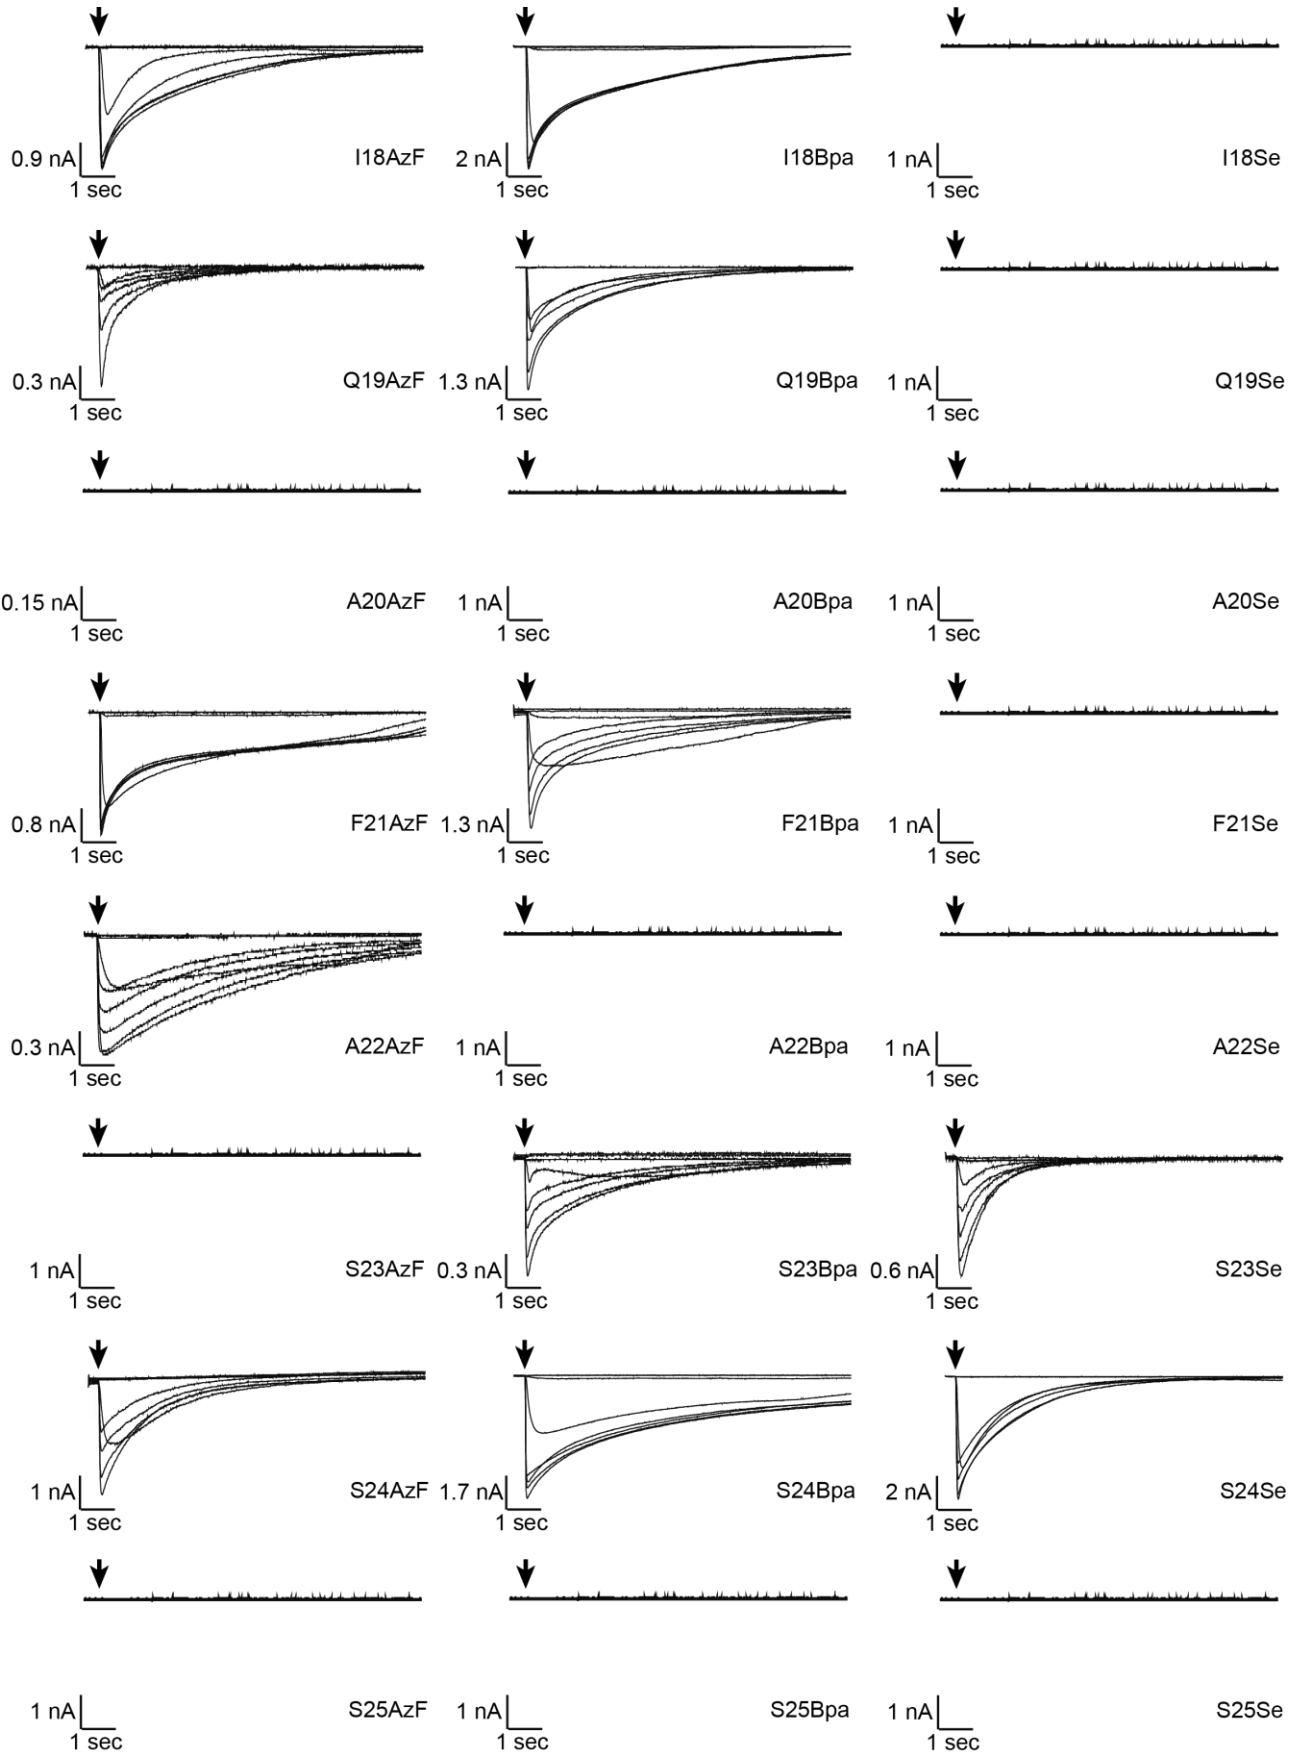 0.9 nA I18AzF 2 nA I18Bpa 1 nA I18Se
1 sec 1 sec 1 sec
0.3 nA Q19AzF 1.3 nA Q19Bpa 1 nA Q19Se
1 sec 1 sec 1 sec
0.15 nA A20AzF 1 nA A20Bpa 1 nA A20Se
1 sec 1 sec 1 sec
0.8 nA F21AzF 1.3 nA F21Bpa 1 nA F21Se
1 sec 1 sec 1 sec
0.3 nA A22AzF 1 nA A22Bpa 1 nA A22Se
1 sec 1 sec 1 sec
1 nA S23AzF 0.3 nA S23Bpa 0.6 nA S23Se
1 sec 1 sec 1 sec
1 nA S24AzF 1.7 nA S24Bpa 2 nA S24Se
1 sec 1 sec 1 sec
1 nA S25AzF 1 nA S25Bpa 1 nA S25Se
1 sec 1 sec 1 sec